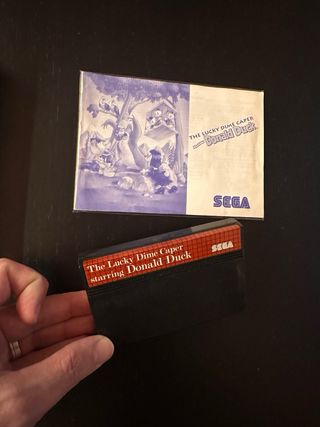 THE LUCKY DIME CAPER
Donald Duck
SEGA
The Lucky Dime Caper
starring Donald Duck
SEGA